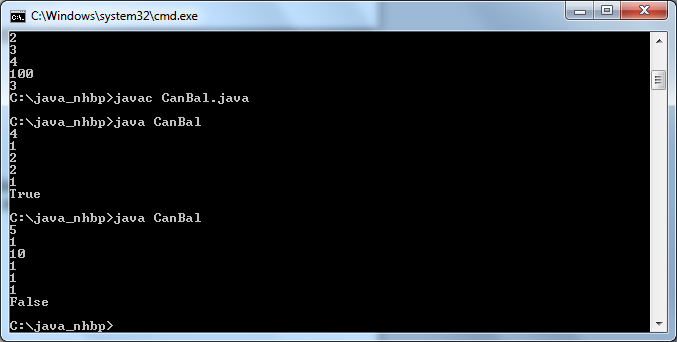 C:\Windows\system32\cmd.exe
2
3
4
100
3
C:\java_nhbp>javac CanBal.java
C:\java_nhbp>java CanBal
4
1
2
2
1
True
C:\java_nhbp>java CanBal
5
1
10
1
1
1
False
C:\java_nhbp>